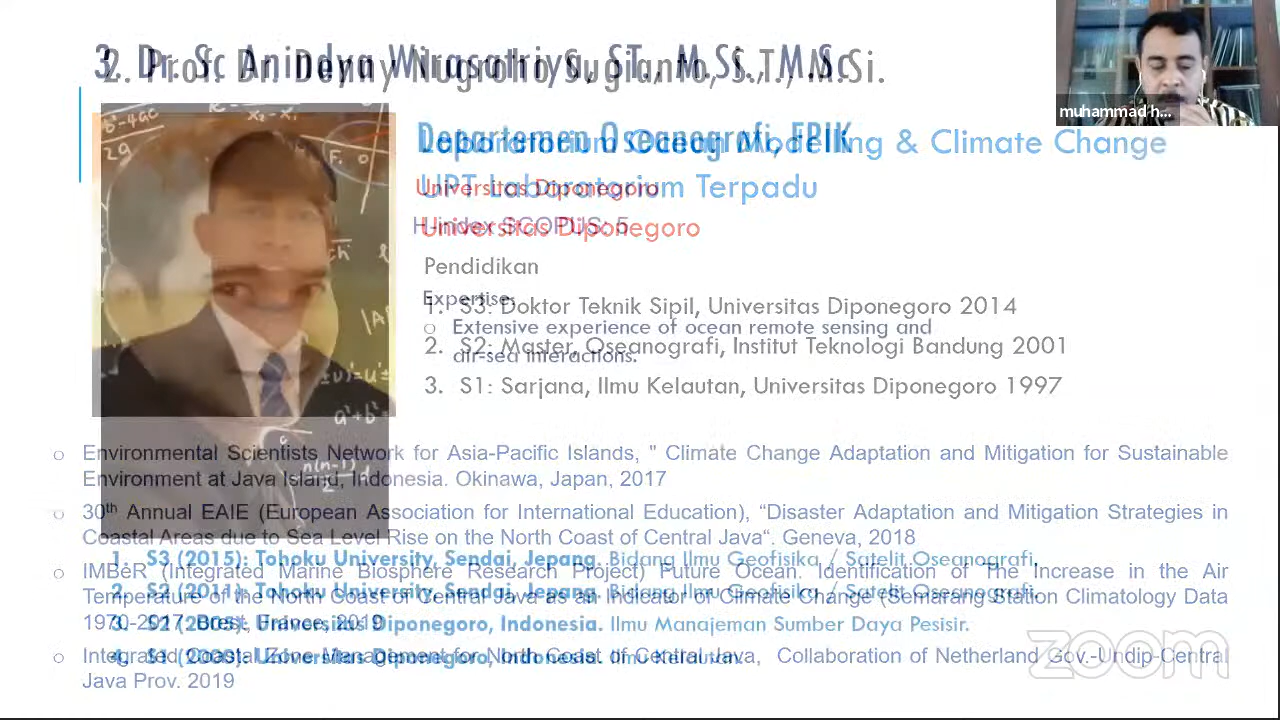 3. Dr. Sc. Anindya Wirasatriya, ST., M.Si., M.Sc
2. Prof. Dr. Denny Nugroho Sugianto, S.T., M.Si.
muhammad h...
Departemen Oseanografi, FPIK
Laboratorium Ocean Modelling & Climate Change
UPT Laboratorium Terpadu
Universitas Diponegoro
H-index SCOPUS: 5
Universitas Diponegoro
Pendidikan
Expertise:
1. S3: Doktor Teknik Sipil, Universitas Diponegoro 2014
o Extensive experience of ocean remote sensing and
air-sea interactions.
2. S2: Master, Oseanografi, Institut Teknologi Bandung 2001
3. S1: Sarjana, Ilmu Kelautan, Universitas Diponegoro 1997
o Environmental Scientists Network for Asia-Pacific Islands, " Climate Change Adaptation and Mitigation for Sustainable
Environment at Java Island, Indonesia. Okinawa, Japan, 2017
o 30th Annual EAIE (European Association for International Education), “Disaster Adaptation and Mitigation Strategies in
Coastal Areas due to Sea Level Rise on the North Coast of Central Java“. Geneva, 2018
1. S3 (2015): Tohoku University, Sendai, Jepang. Bidang Ilmu Geofisika / Satelit Oseanografi.
o IMBeR (Integrated Marine Biosphere Research Project) Future Ocean. Identification of The Increase in the Air
2. S2 (2011): Tohoku University, Sendai, Jepang. Bidang Ilmu Geofisika / Satelit Oseanografi.
Temperature of the North Coast of Central Java as an Indicator of Climate Change (Semarang Station Climatology Data
1970-2017. Brest, France, 2019
3. Universitas Diponegoro, Indonesia. Ilmu Manajeman Sumber Daya Pesisir.
o Integrated Coastal Zone Management for North Coast of Central Java, Collaboration of Netherland Gov.-Undip-Central
4. S1 Universitas Diponegoro, Indonesia. Ilmu Kelautan.
Java Prov. 2019
zoom